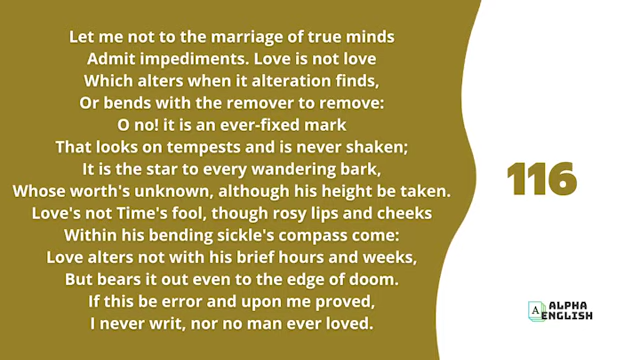 Let me not to the marriage of true minds
Admit impediments. Love is not love
Which alters when it alteration finds,
Or bends with the remover to remove:
O no! it is an ever-fixed mark
That looks on tempests and is never shaken;
It is the star to every wandering bark,
Whose worth's unknown, although his height be taken.
Love's not Time's fool, though rosy lips and cheeks
Within his bending sickle's compass come:
Love alters not with his brief hours and weeks,
But bears it out even to the edge of doom.
If this be error and upon me proved,
I never writ, nor no man ever loved.
116
A
ALPHA
ENGLISH